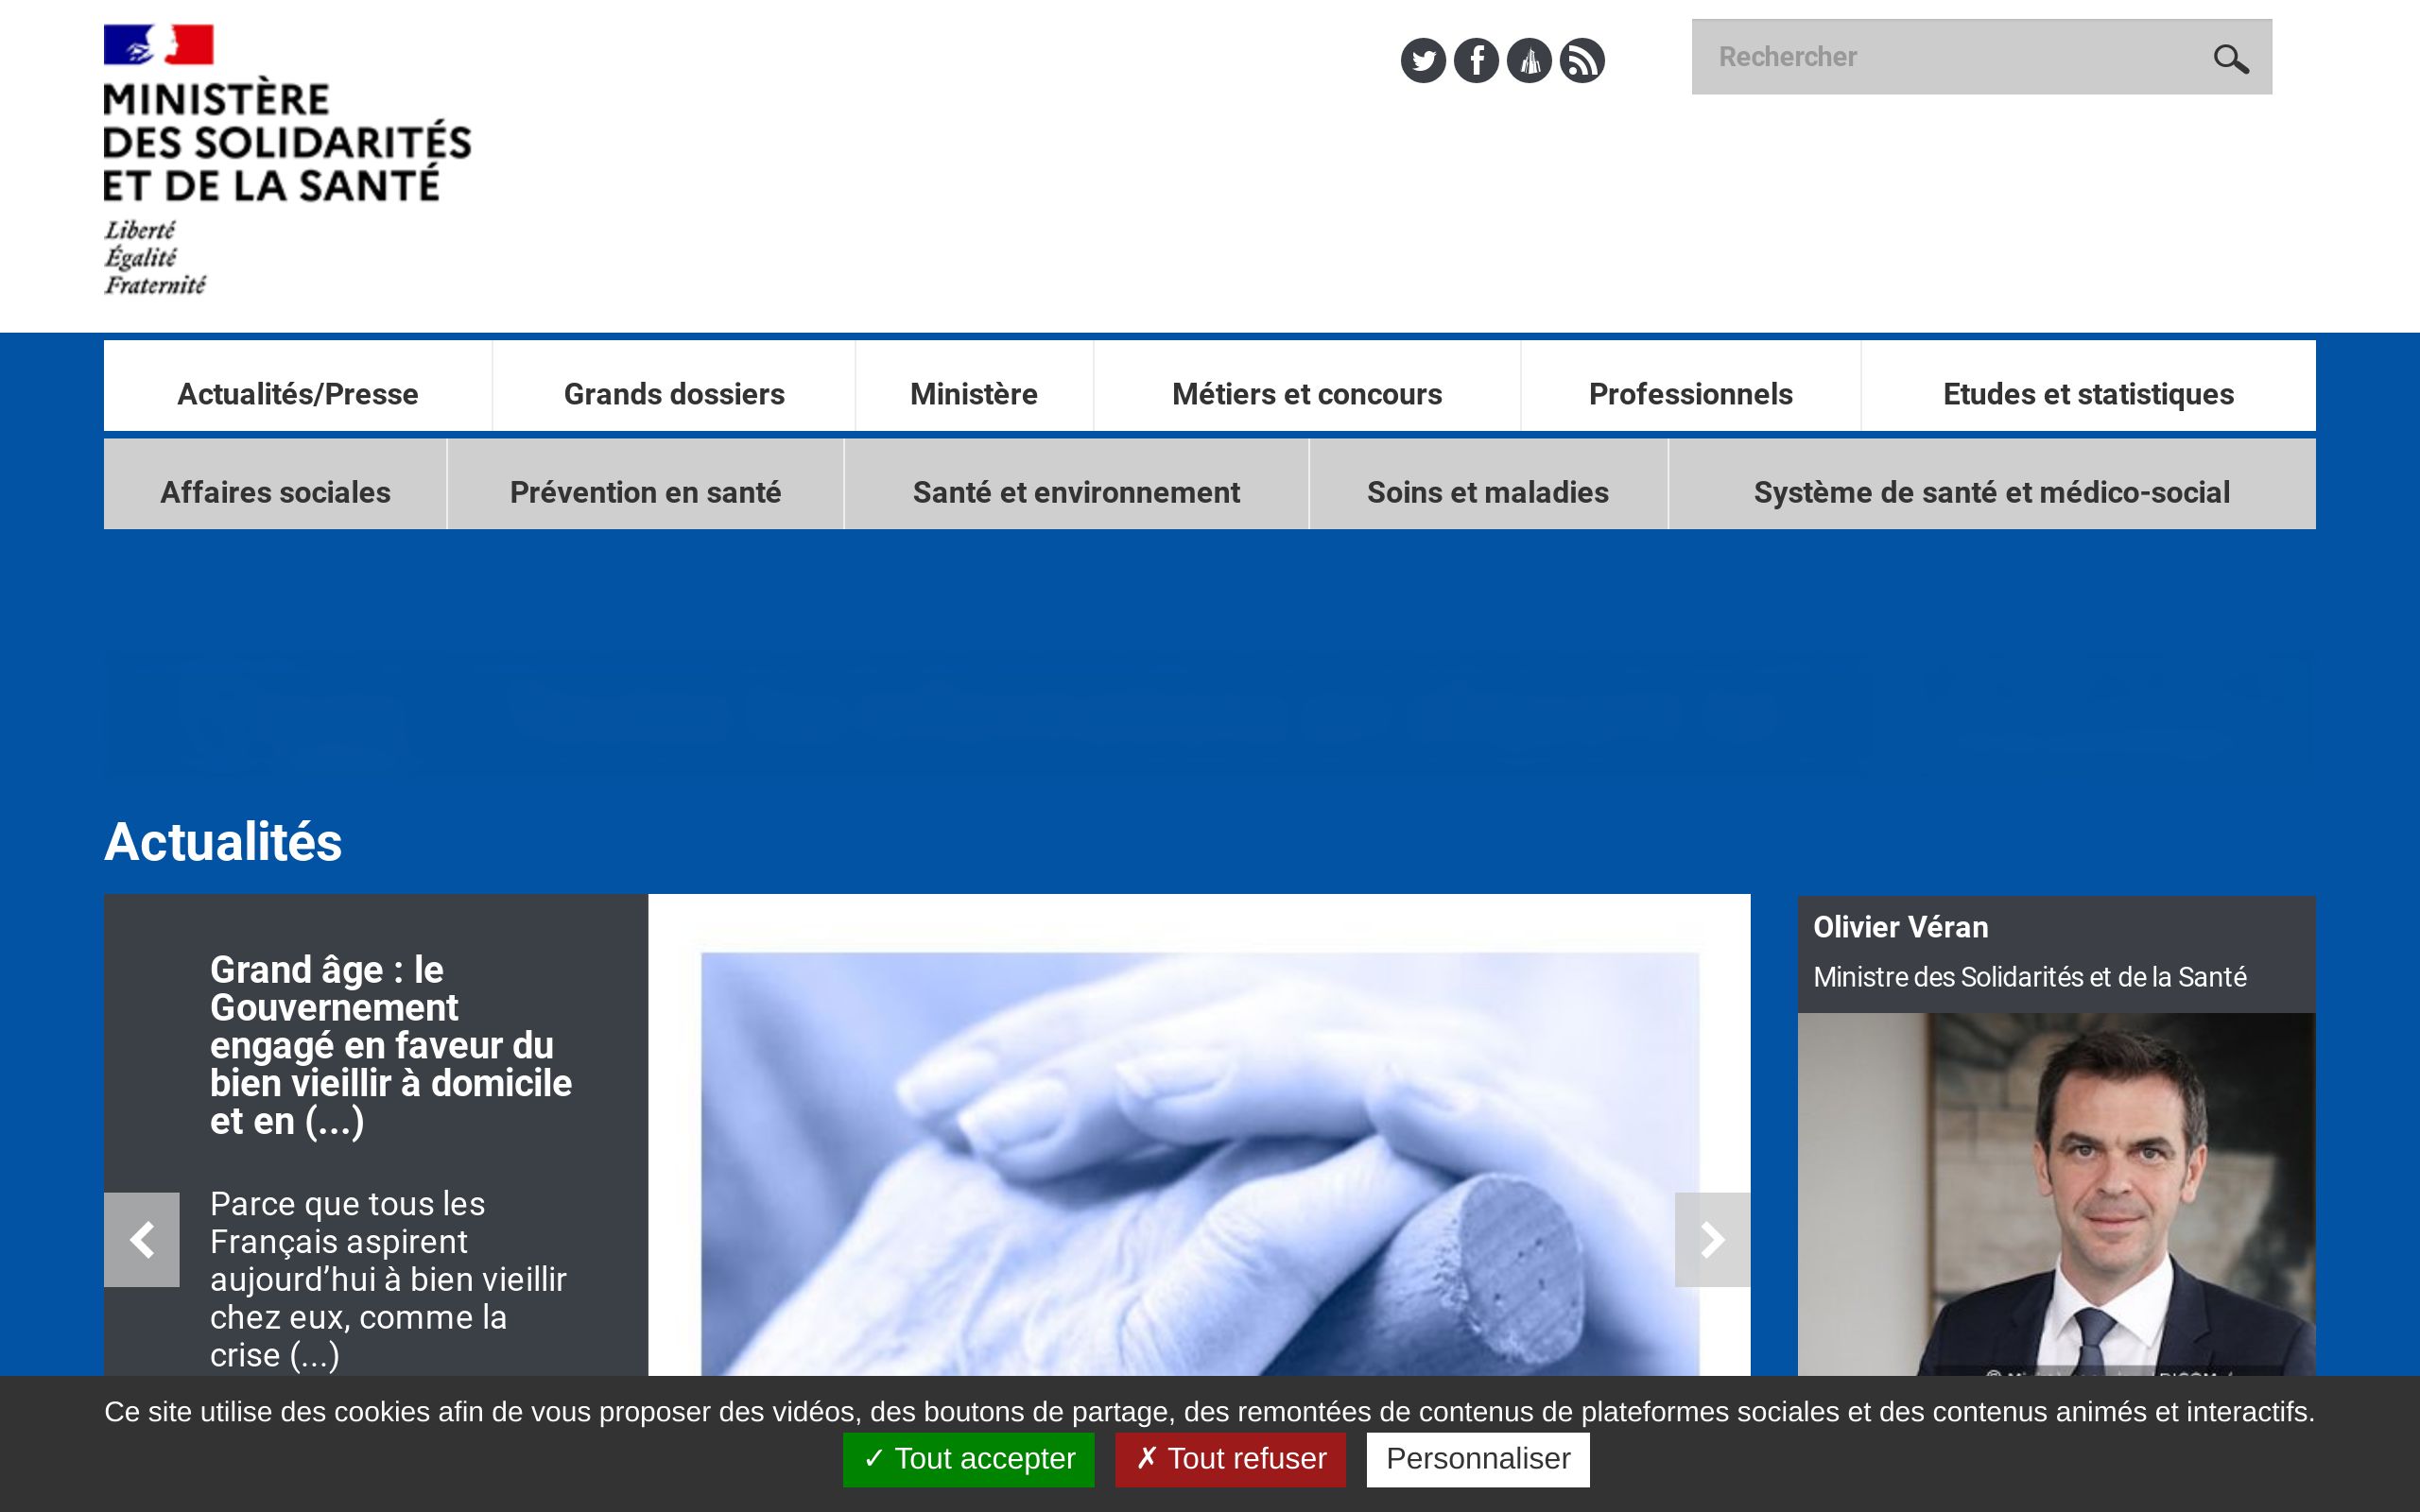 MINISTÈRE
DES SOLIDARITÉS
ET DE LA SANTÉ
Liberté
Égalité
Fraternité
Rechercher
Actualités/Presse
Grands dossiers
Ministère
Métiers et concours
Professionnels
Etudes et statistiques
Affaires sociales
Prévention en santé
Santé et environnement
Soins et maladies
Système de santé et médico-social
Actualités
Grand âge : le
Gouvernement
engagé en faveur du
bien vieillir à domicile
et en (...)
Parce que tous les
Français aspirent
aujourd’hui à bien vieillir
chez eux, comme la
crise (...)
Olivier Véran
Ministre des Solidarités et de la Santé
Ce site utilise des cookies afin de vous proposer des vidéos, des boutons de partage, des remontées de contenus de plateformes sociales et des contenus animés et interactifs.
✓ Tout accepter
✗ Tout refuser
Personnaliser